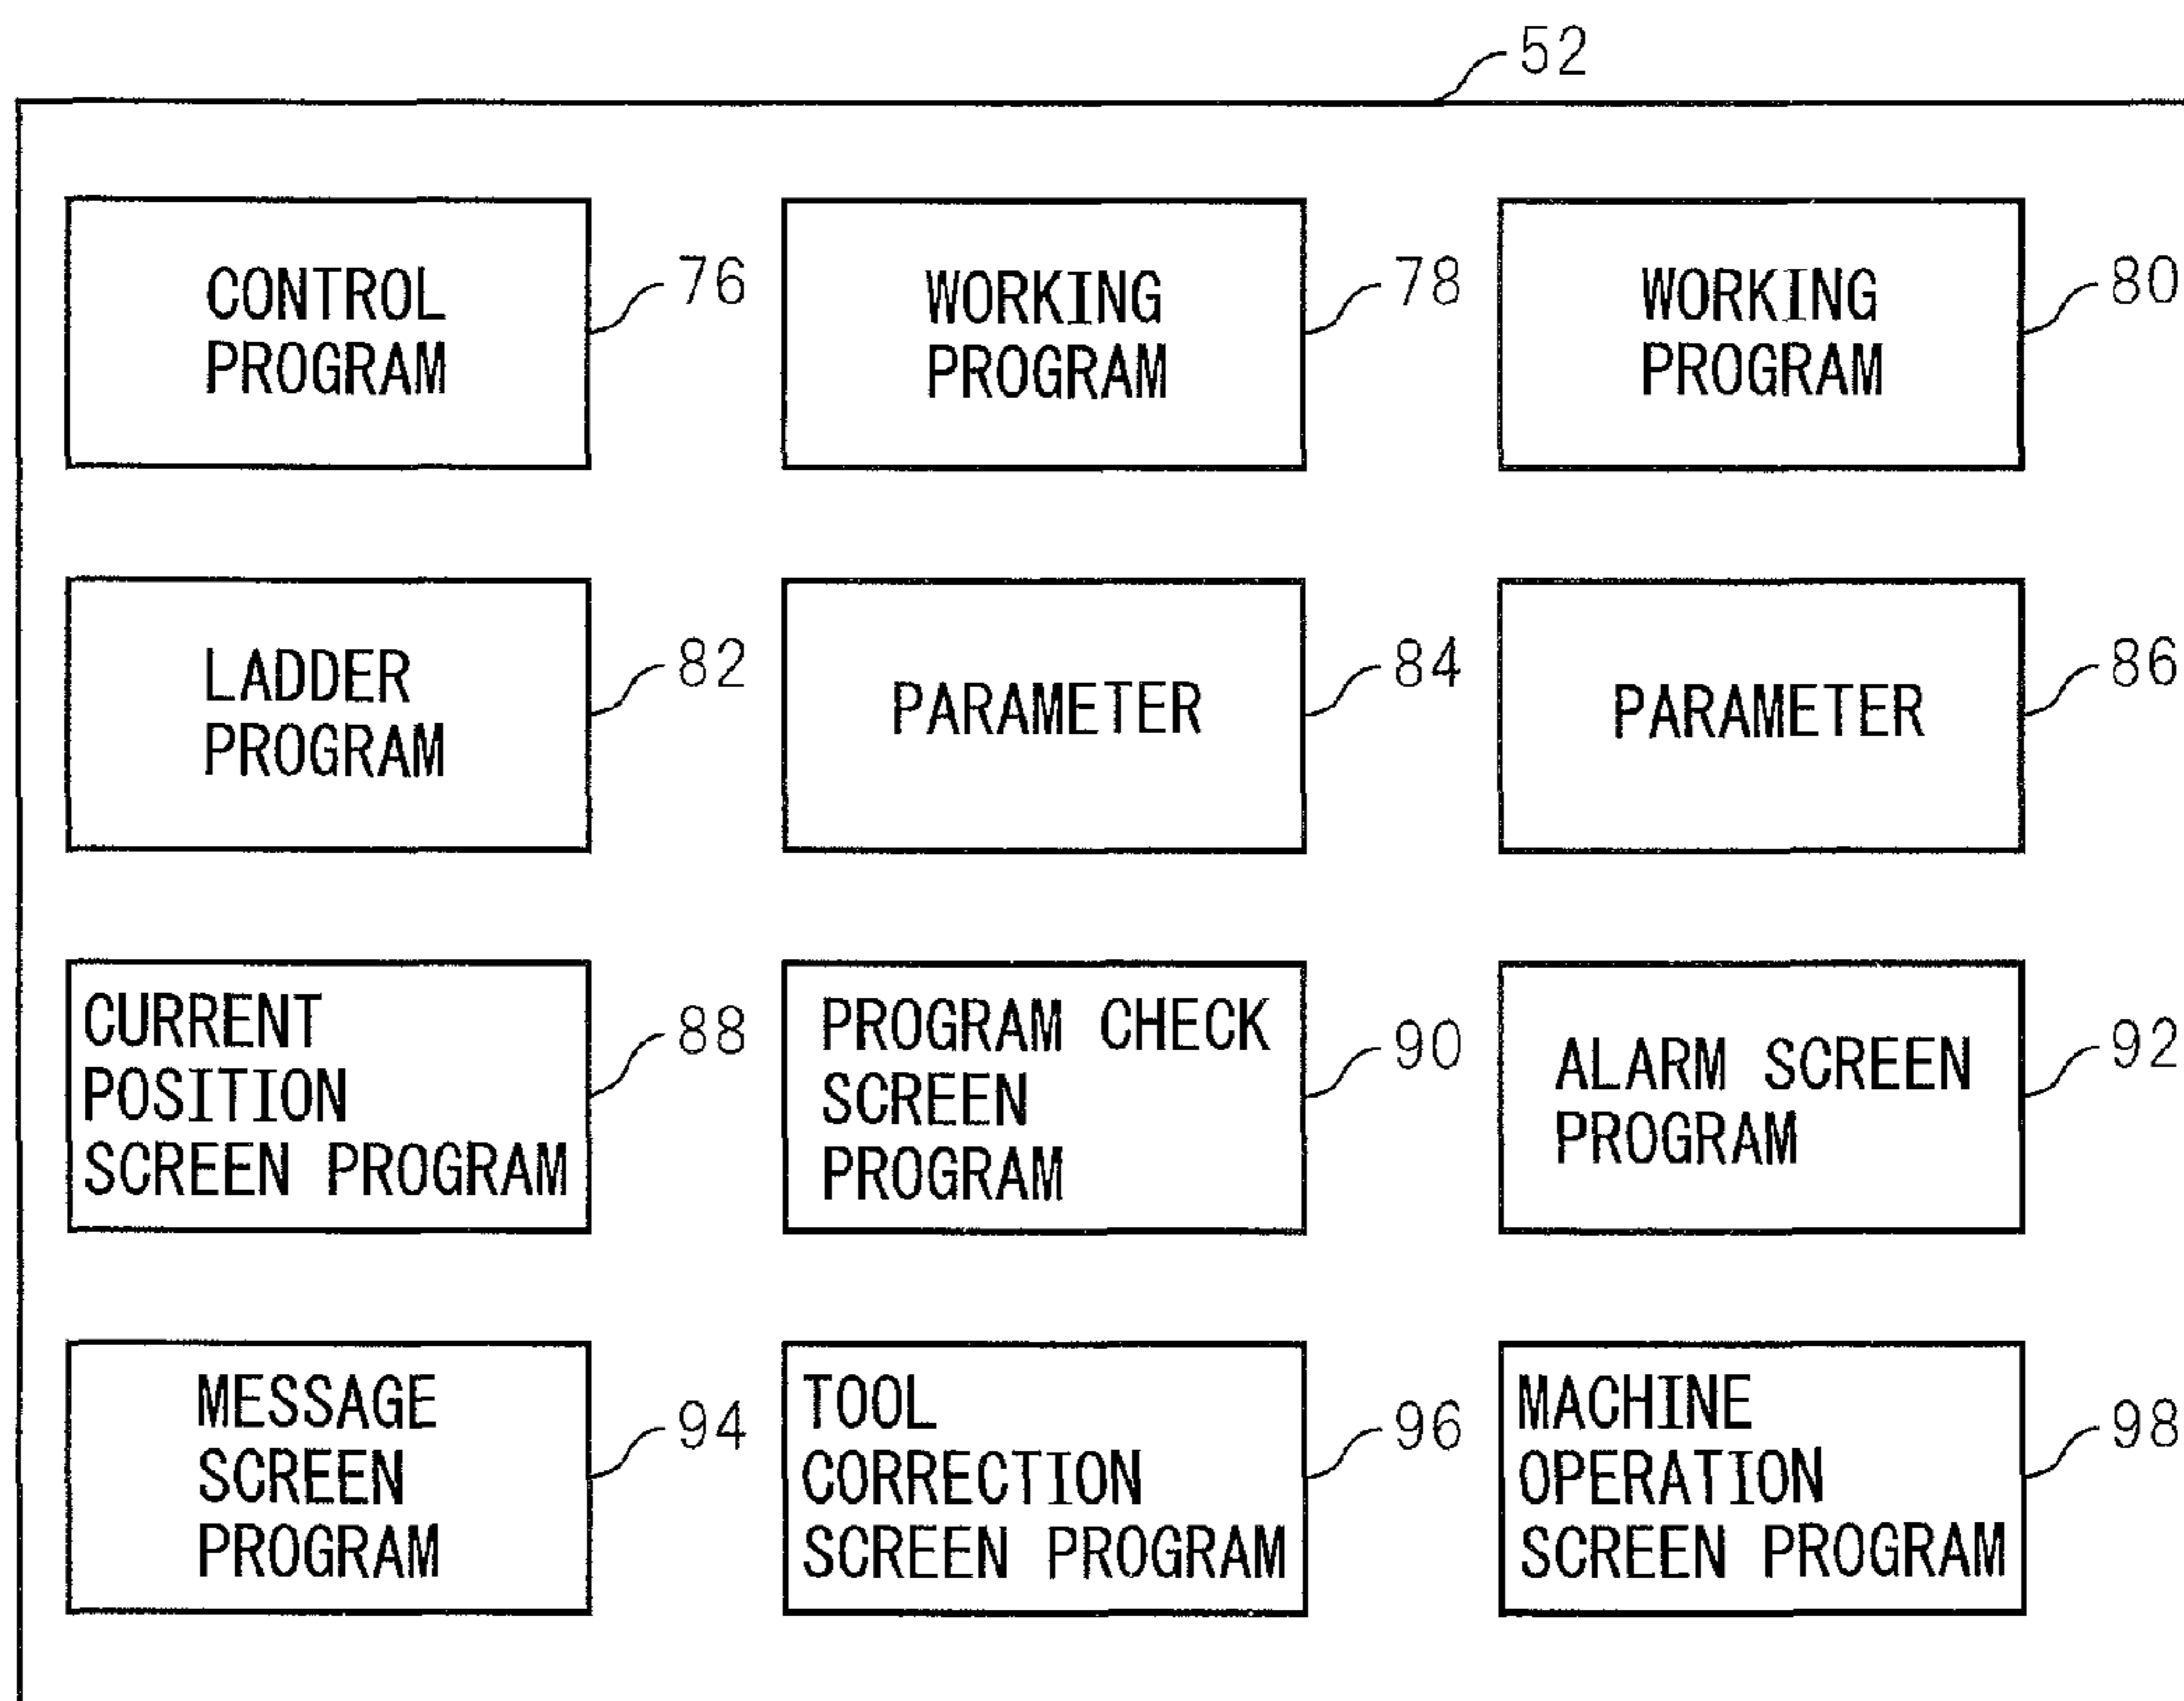 52
CONTROL
PROGRAM
76
WORKING
PROGRAM
78
WORKING
PROGRAM
80
LADDER
PROGRAM
82
PARAMETER
84
PARAMETER
86
CURRENT
POSITION
SCREEN PROGRAM
88
PROGRAM CHECK
SCREEN
PROGRAM
90
ALARM SCREEN
PROGRAM
92
MESSAGE
SCREEN
PROGRAM
94
TOOL
CORRECTION
SCREEN PROGRAM
96
MACHINE
OPERATION
SCREEN PROGRAM
98